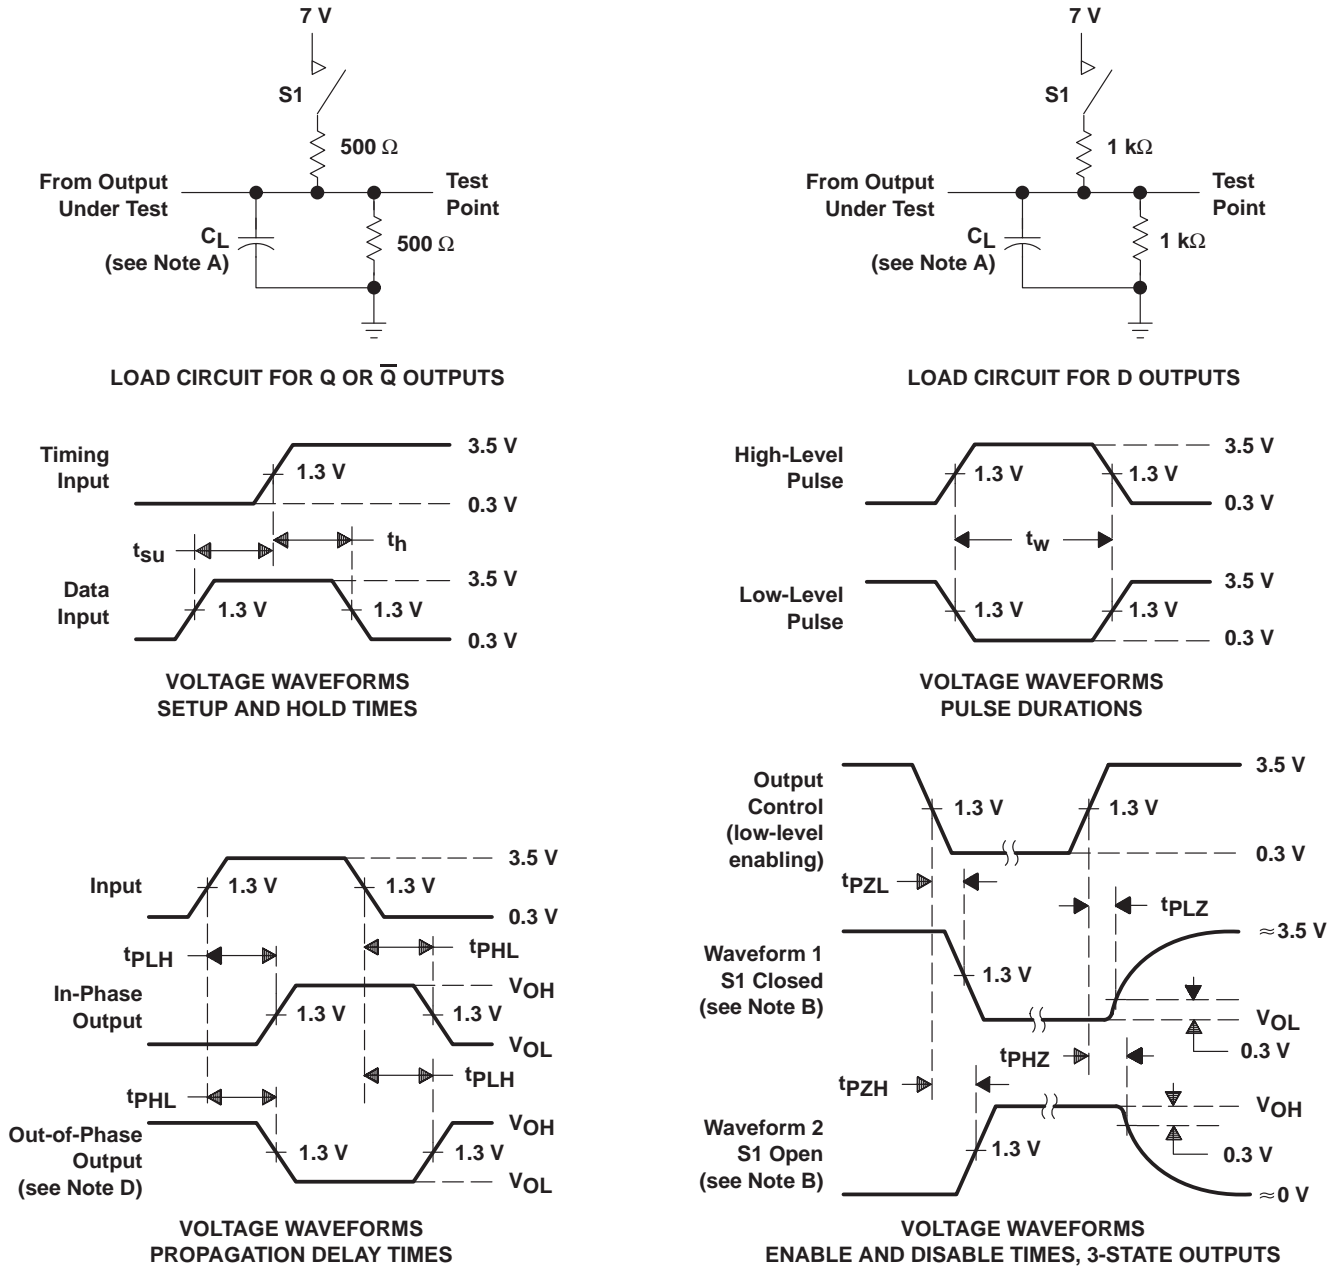 7 V
S1
500 Ω
From Output
Under Test
Test
Point
CL
(see Note A)
500 Ω
LOAD CIRCUIT FOR Q OR Q̅ OUTPUTS
7 V
S1
1 kΩ
From Output
Under Test
Test
Point
CL
(see Note A)
1 kΩ
LOAD CIRCUIT FOR D OUTPUTS
Timing
Input
1.3 V
3.5 V
0.3 V
tsu
th
Data
Input
1.3 V
1.3 V
3.5 V
0.3 V
VOLTAGE WAVEFORMS
SETUP AND HOLD TIMES
High-Level
Pulse
1.3 V
1.3 V
3.5 V
0.3 V
tw
Low-Level
Pulse
1.3 V
1.3 V
3.5 V
0.3 V
VOLTAGE WAVEFORMS
PULSE DURATIONS
Input
1.3 V
1.3 V
3.5 V
0.3 V
tPLH
tPHL
In-Phase
Output
1.3 V
1.3 V
VOH
VOL
tPHL
tPLH
Out-of-Phase
Output
(see Note D)
1.3 V
1.3 V
VOH
VOL
VOLTAGE WAVEFORMS
PROPAGATION DELAY TIMES
Output
Control
(low-level
enabling)
1.3 V
1.3 V
3.5 V
0.3 V
tPZL
tPLZ
Waveform 1
S1 Closed
(see Note B)
1.3 V
≈3.5 V
VOL
0.3 V
tPZH
tPHZ
Waveform 2
S1 Open
(see Note B)
1.3 V
VOH
0.3 V
≈0 V
VOLTAGE WAVEFORMS
ENABLE AND DISABLE TIMES, 3-STATE OUTPUTS